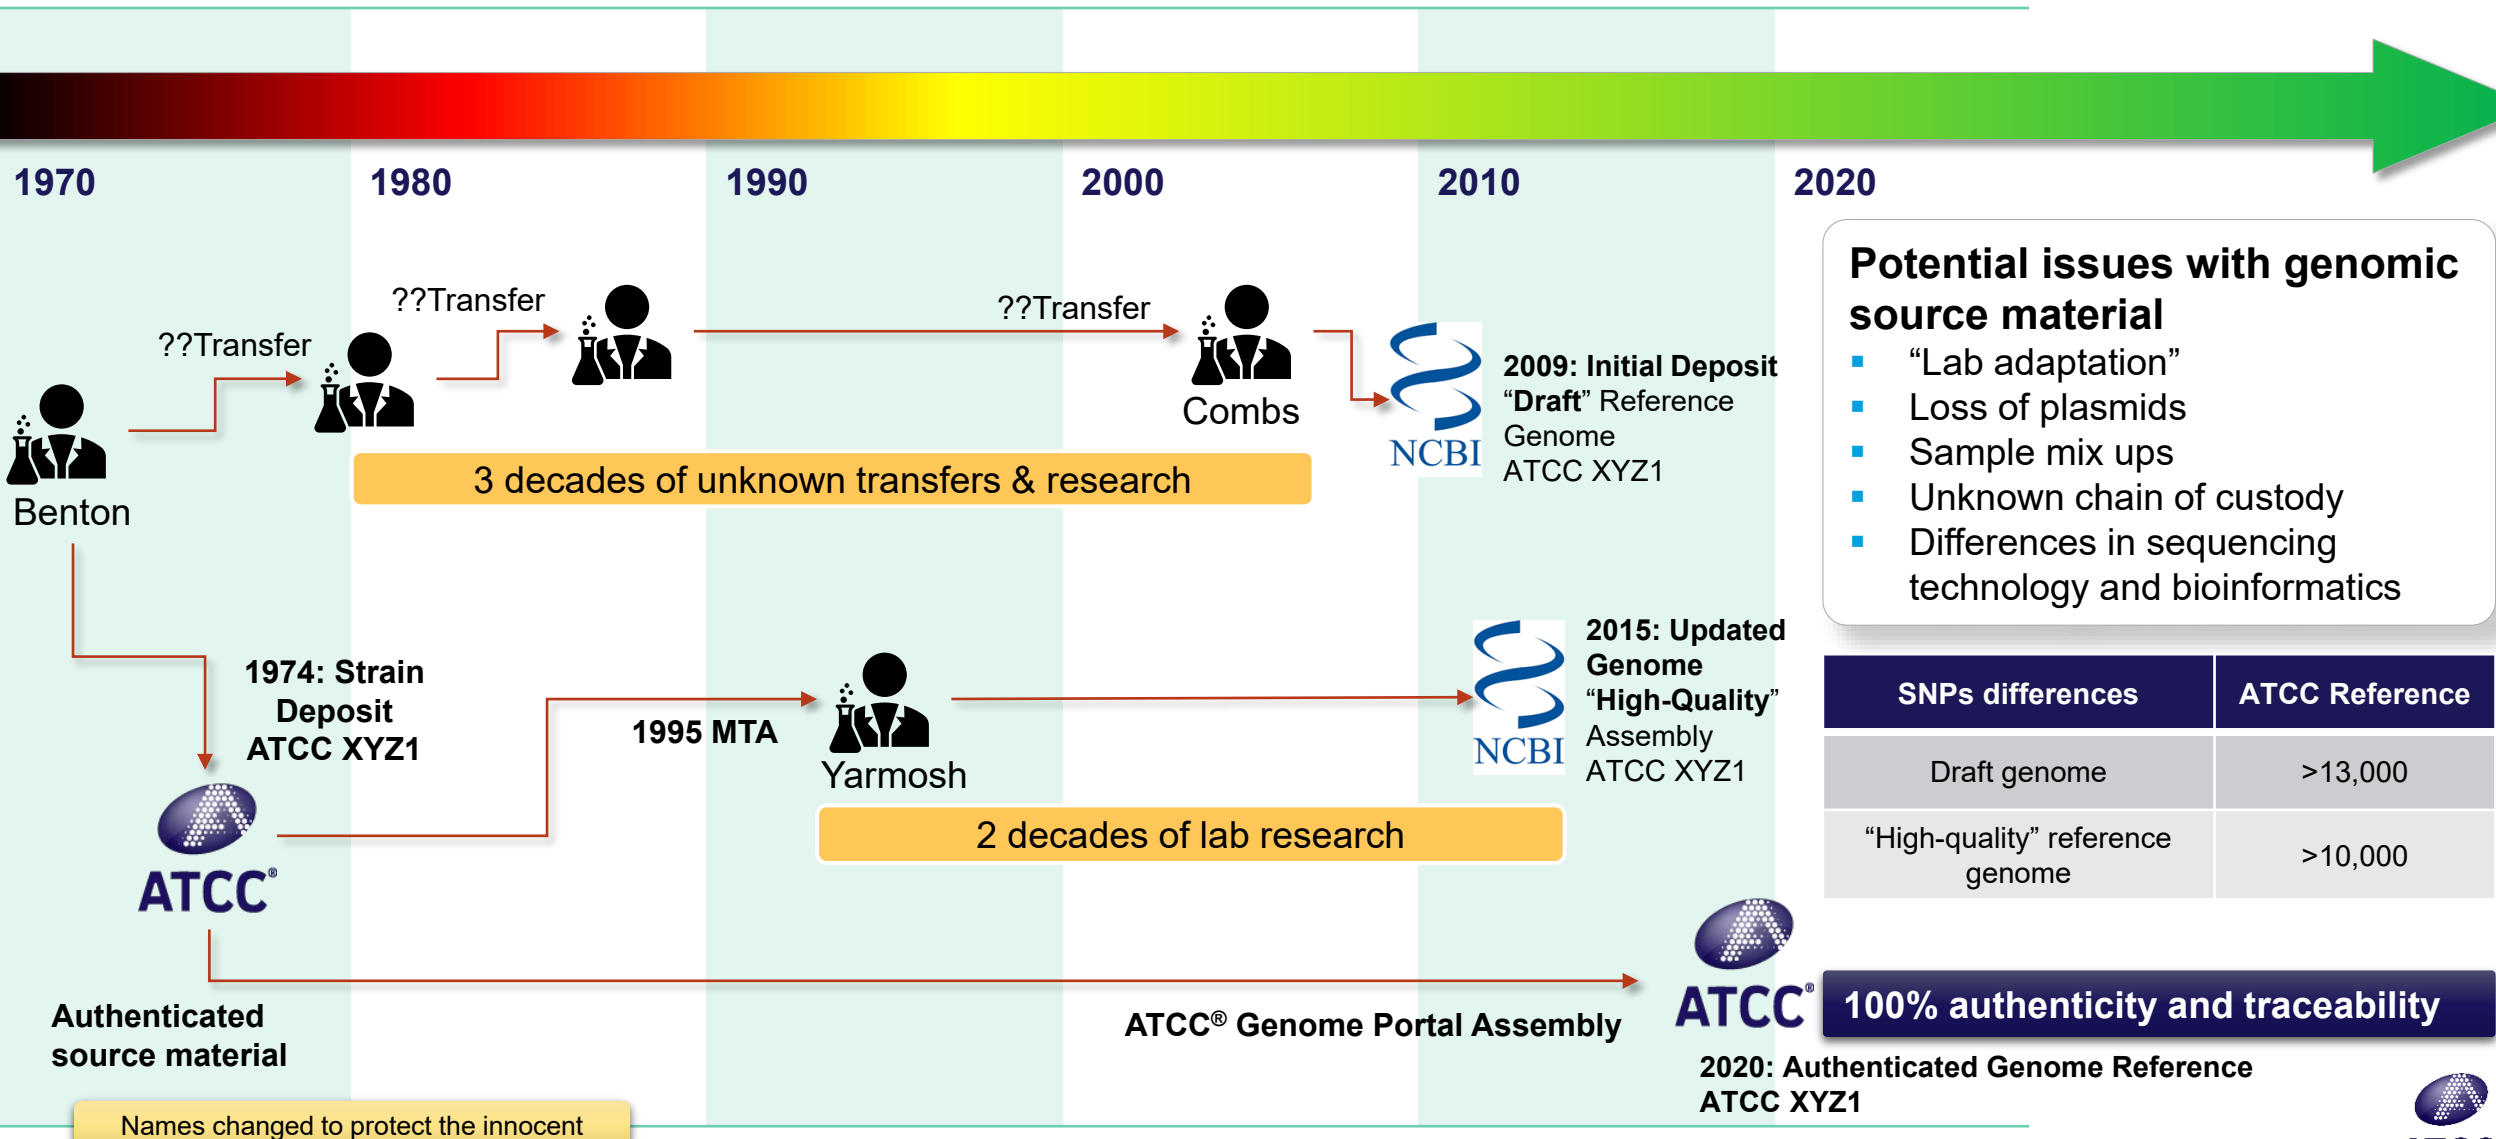 1970
1980
1990
2000
2010
2020
??Transfer
??Transfer
??Transfer
Benton
Combs
3 decades of unknown transfers & research
NCBI
2009: Initial Deposit
“Draft” Reference
Genome
ATCC XYZ1
Potential issues with genomic
source material
“Lab adaptation”
Loss of plasmids
Sample mix ups
Unknown chain of custody
Differences in sequencing
technology and bioinformatics
1974: Strain
Deposit
ATCC XYZ1
ATCC®
1995 MTA
Yarmosh
2 decades of lab research
NCBI
2015: Updated
Genome
“High-Quality”
Assembly
ATCC XYZ1
SNPs differences
ATCC Reference
Draft genome
>13,000
“High-quality” reference
genome
>10,000
Authenticated
source material
ATCC® Genome Portal Assembly
ATCC®
100% authenticity and traceability
2020: Authenticated Genome Reference
ATCC XYZ1
Names changed to protect the innocent